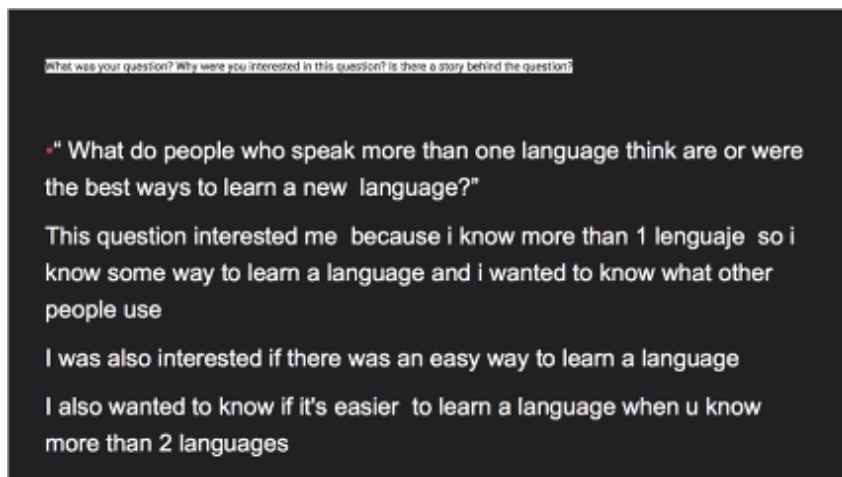 What was your question? Why were you interested in this question? Is there a story behind the question?
▪“ What do people who speak more than one language think are or were
the best ways to learn a new language?”
This question interested me because i know more than 1 lenguaje so i
know some way to learn a language and i wanted to know what other
people use
I was also interested if there was an easy way to learn a language
I also wanted to know if it's easier to learn a language when u know
more than 2 languages